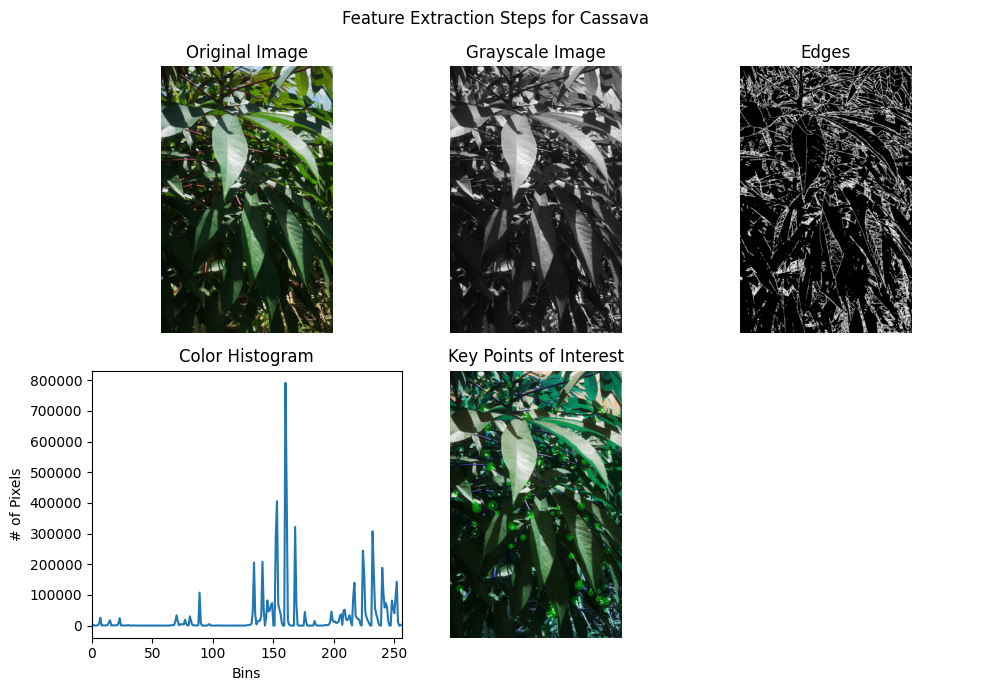 Feature Extraction Steps for Cassava
Original Image
Grayscale Image
Edges
Color Histogram
800000
700000
600000
500000
400000
300000
200000
100000
0
# of Pixels
0 50 100 150 200 250
Bins
Key Points of Interest